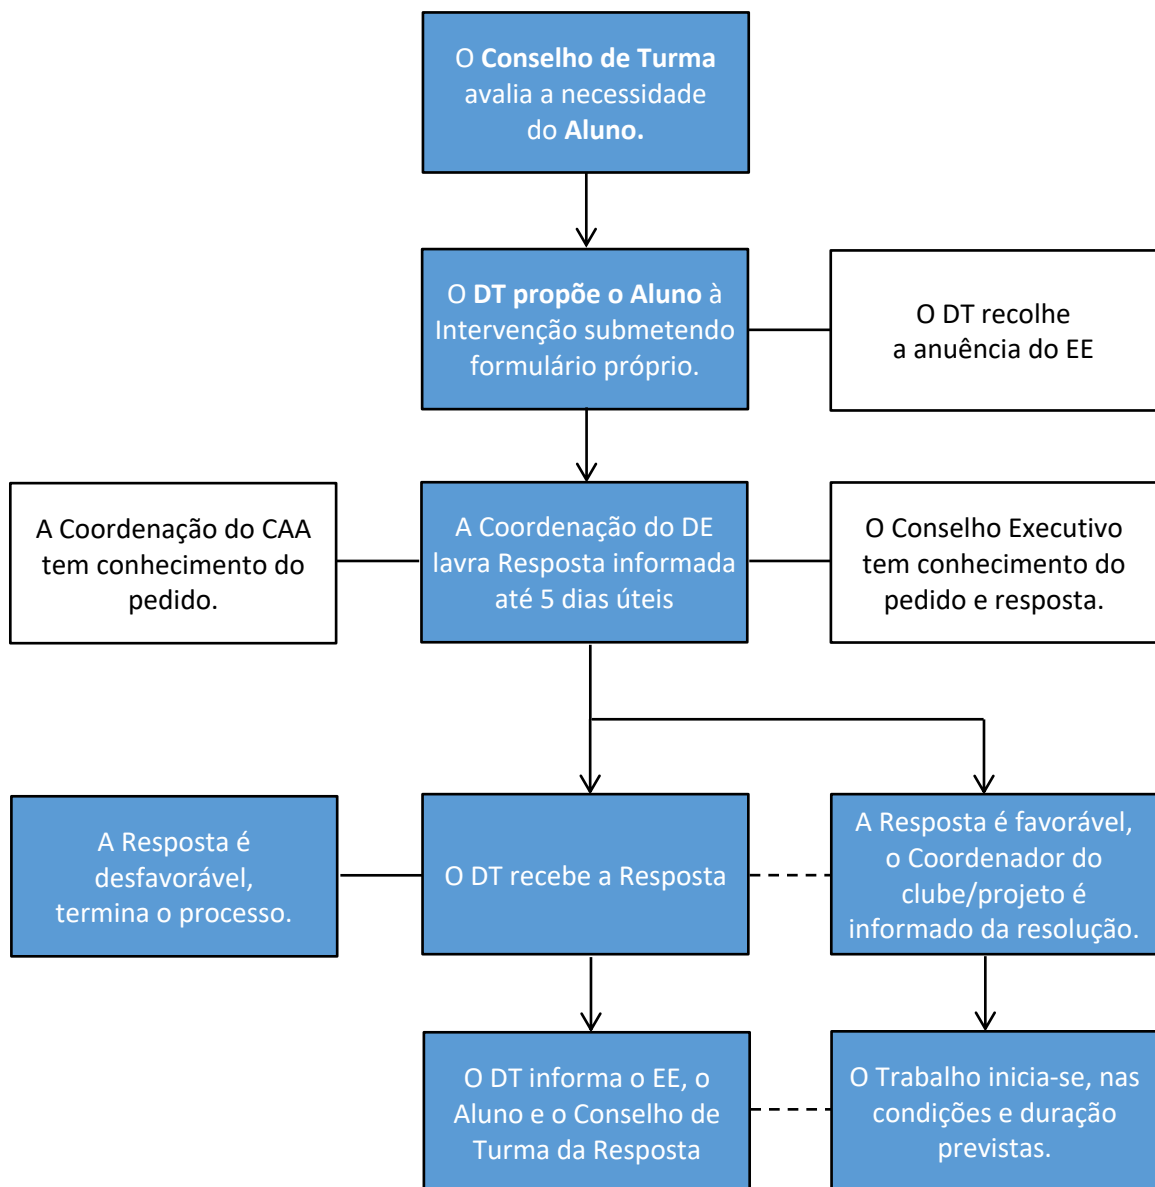 O Conselho de Turma
avalia a necessidade
do Aluno.
O DT propõe o Aluno à
Intervenção submetendo
formulário próprio.
O DT recolhe
a anuência do EE
A Coordenação do CAA
tem conhecimento do
pedido.
A Coordenação do DE
lavra Resposta informada
até 5 dias úteis
O Conselho Executivo
tem conhecimento do
pedido e resposta.
A Resposta é
desfavorável,
termina o processo.
O DT recebe a Resposta
A Resposta é favorável,
o Coordenador do
clube/projeto é
informado da resolução.
O DT informa o EE, o
Aluno e o Conselho de
Turma da Resposta
O Trabalho inicia-se, nas
condições e duração
previstas.